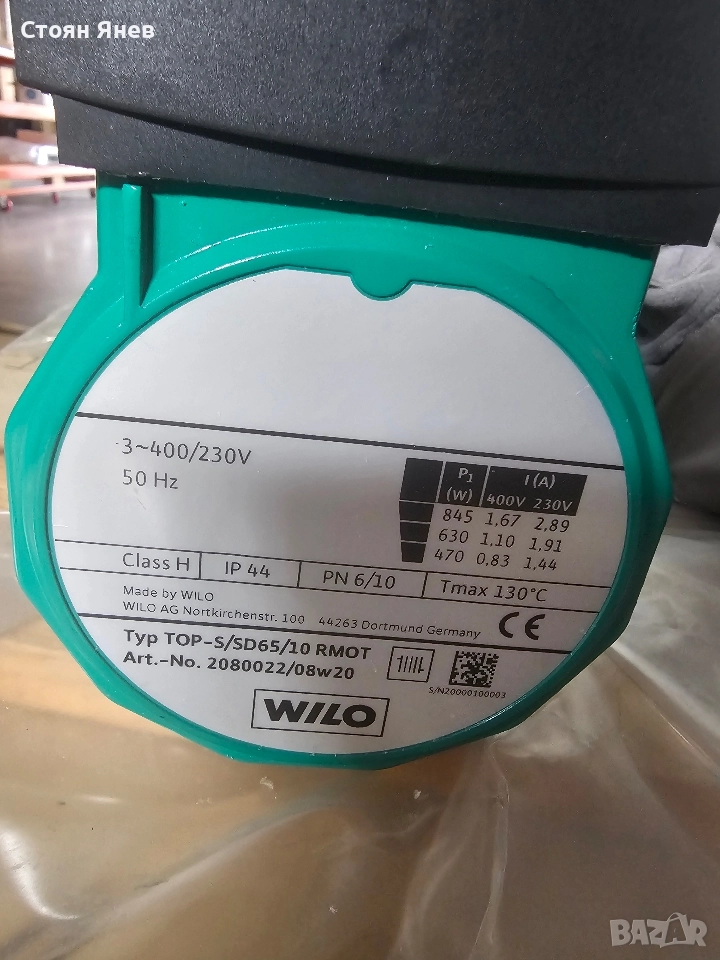 Стоян Янев
3~400/230V
50 Hz
P1 (W) I (A)
400V 230V
845 1,67 2,89
630 1,10 1,91
470 0,83 1,44
Class H IP 44 PN 6/10 Tmax 130°C
Made by WILO
WILO AG Nortkirchenstr. 100 44263 Dortmund Germany CE
Typ TOP-S/SD65/10 RMOT
Art.-No. 2080022/08w20
S/N20000100003
WILO
BAZAR